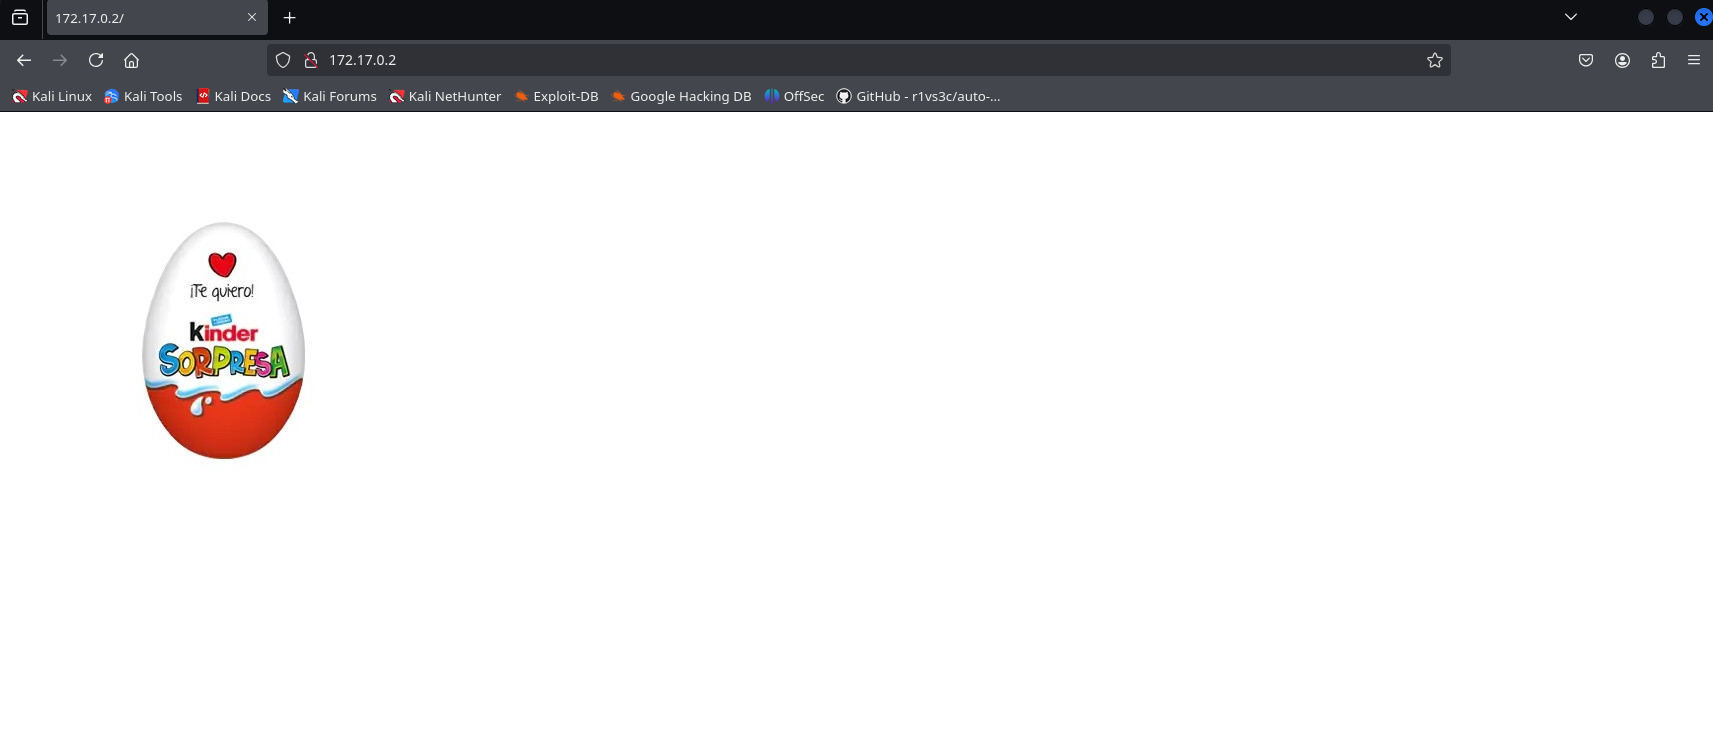 172.17.0.2/
172.17.0.2
Kali Linux Kali Tools Kali Docs Kali Forums Kali NetHunter Exploit-DB Google Hacking DB OffSec GitHub - r1vs3c/auto-...
¡Te quiero!
Kinder
SORPRESA